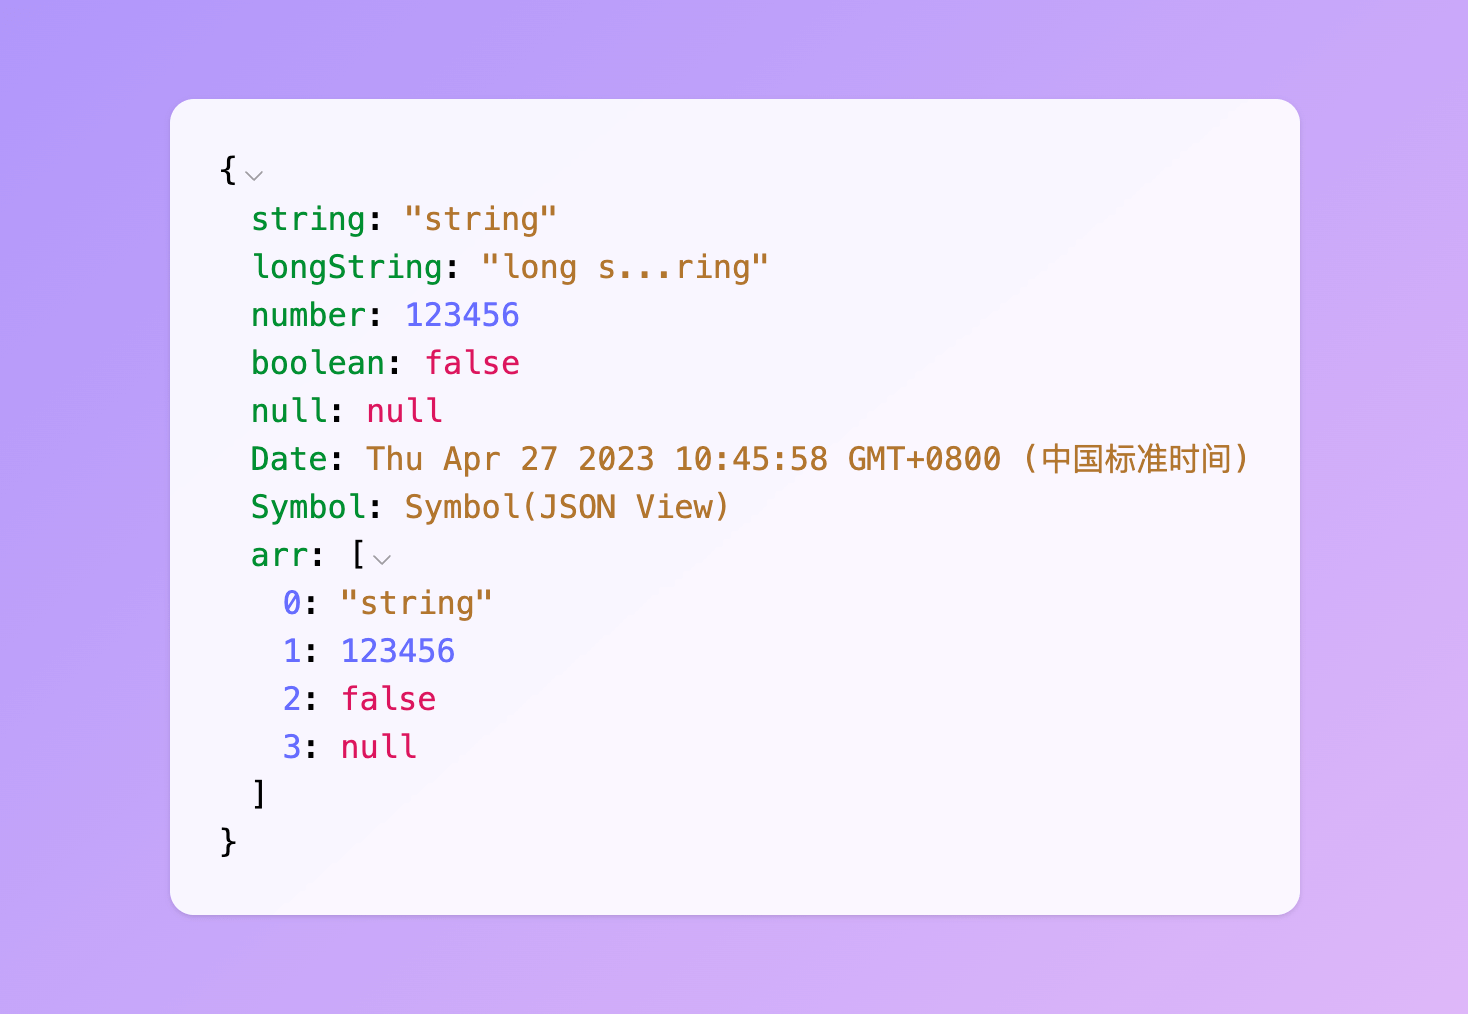 {
string: "string"
longString: "long s...ring"
number: 123456
boolean: false
null: null
Date: Thu Apr 27 2023 10:45:58 GMT+0800 (中国标准时间)
Symbol: Symbol(JSON View)
arr: [
0: "string"
1: 123456
2: false
3: null
]
}